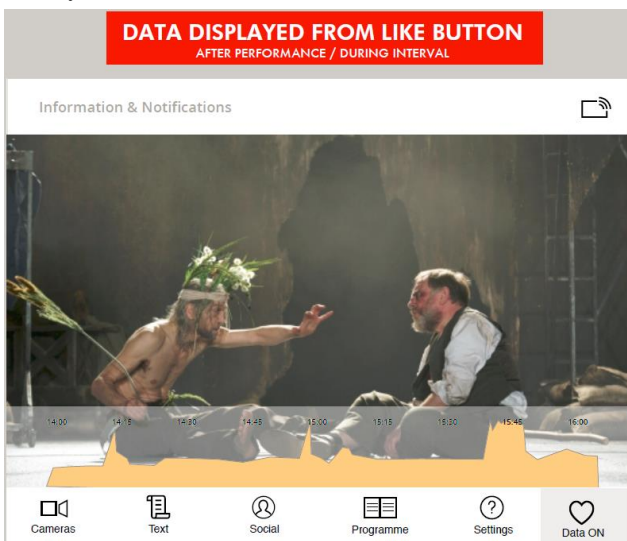 DATA DISPLAYED FROM LIKE BUTTON
AFTER PERFORMANCE / DURING INTERVAL
Information & Notifications
14:00 14:15 14:30 14:45 15:00 15:15 15:30 15:45 16:00
Cameras Text Social Programme Settings Data ON